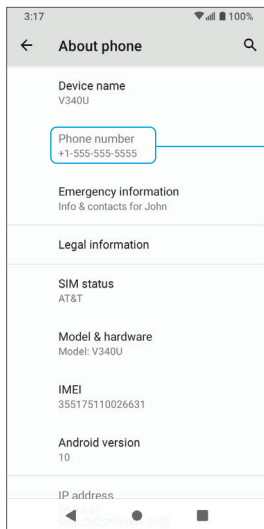 3:17 100%
About phone
Device name
V340U
Phone number
+1-555-555-5555
Emergency information
Info & contacts for John
Legal information
SIM status
AT&T
Model & hardware
Model: V340U
IMEI
355175110026631
Android version
10
IP address